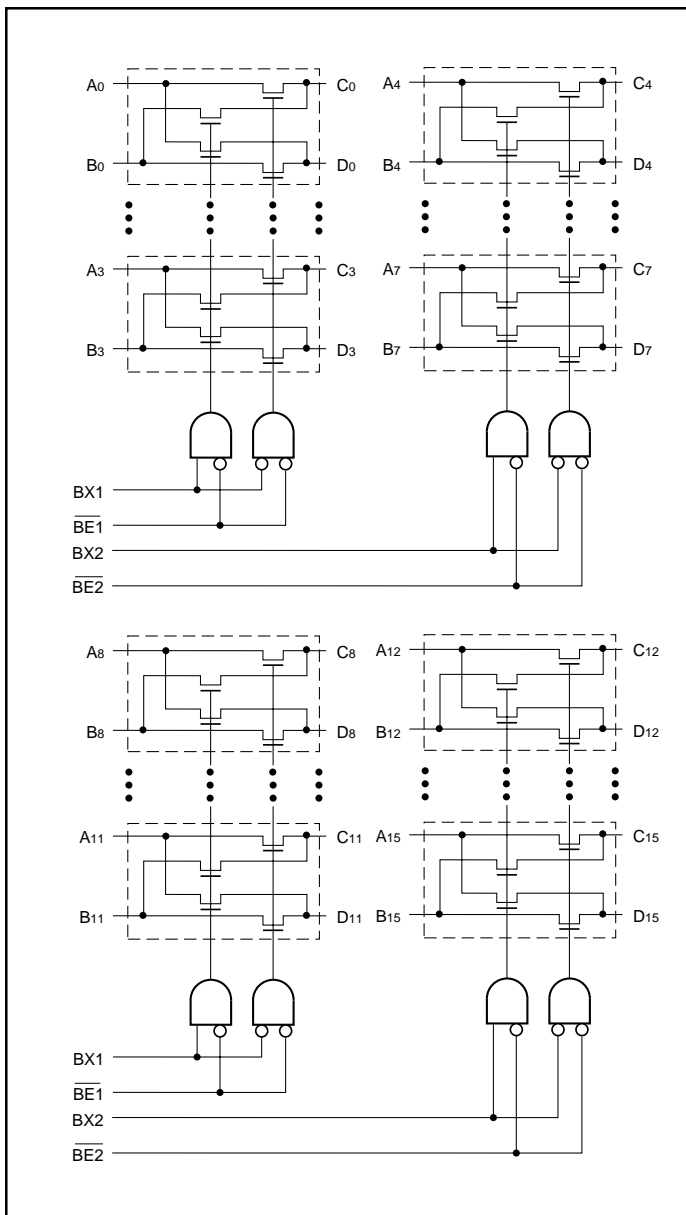 A0 C0 A4 C4
B0 D0 B4 D4
A3 C3 A7 C7
B3 D3 B7 D7
BX1
BE1
BX2
BE2
A8 C8 A12 C12
B8 D8 B12 D12
A11 C11 A15 C15
B11 D11 B15 D15
BX1
BE1
BX2
BE2